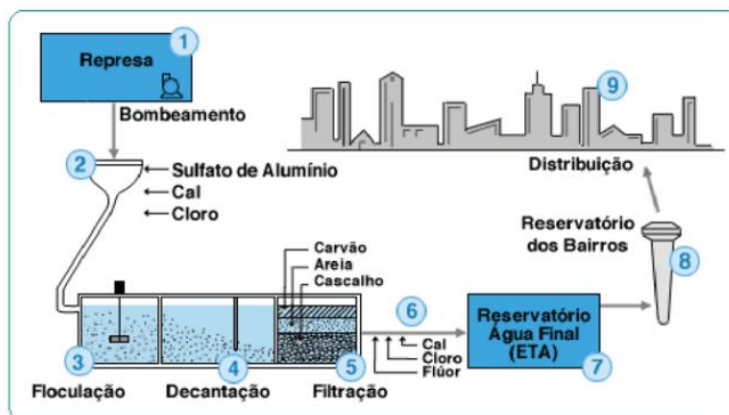 1
Represa
Bombeamento
2
Sulfato de Alumínio
Cal
Cloro
Carvão
Areia
Cascalho
3
Floculação
4
Decantação
5
Filtração
6
Cal
Cloro
Flúor
Reservatório
Água Final
(ETA)
7
Reservatório
dos Bairros
8
9
Distribuição